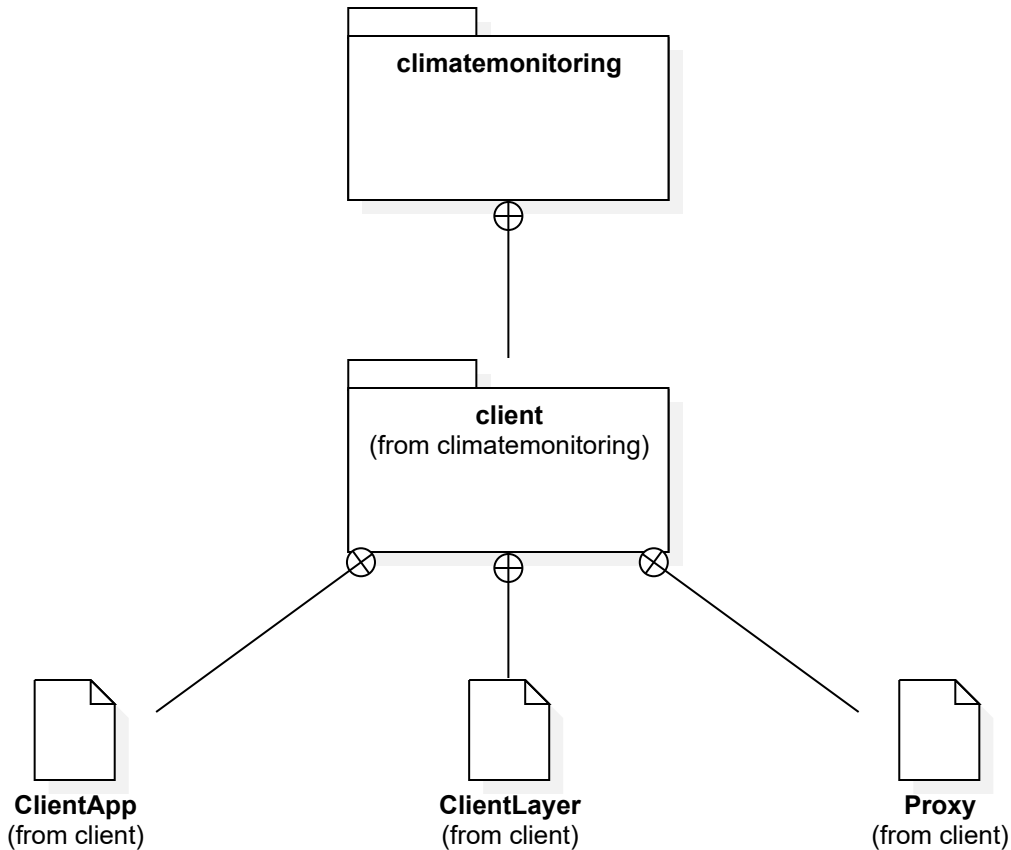 climatemonitoring
client
(from climatemonitoring)
ClientApp
(from client)
ClientLayer
(from client)
Proxy
(from client)